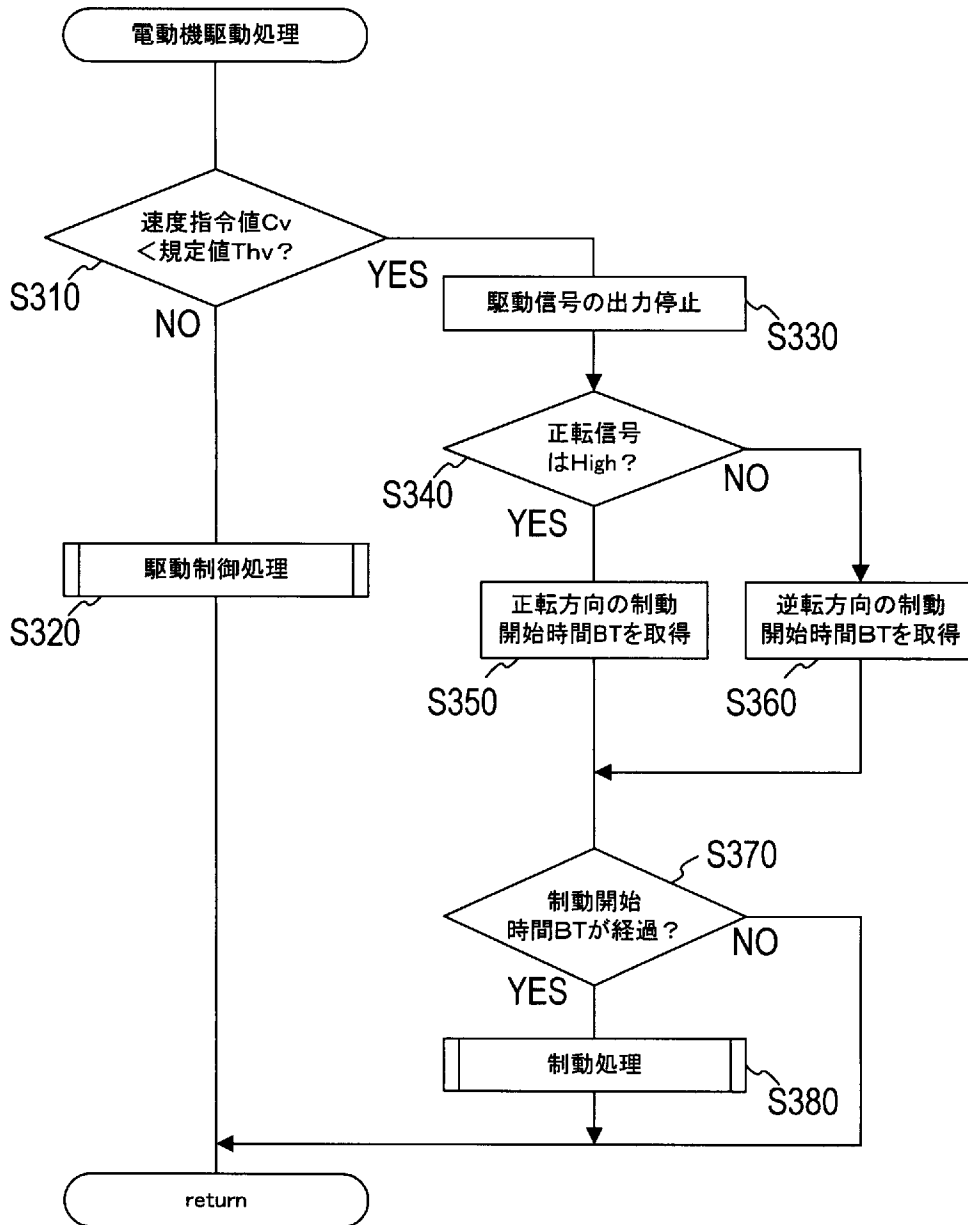 電動機駆動処理
速度指令値Cv
<規定値Thv?
S310
YES
NO
駆動信号の出力停止
S330
正転信号
はHigh?
S340
NO
YES
駆動制御処理
S320
正転方向の制動
開始時間BTを取得
S350
逆転方向の制動
開始時間BTを取得
S360
S370
制動開始
時間BTが経過?
NO
YES
制動処理
S380
return